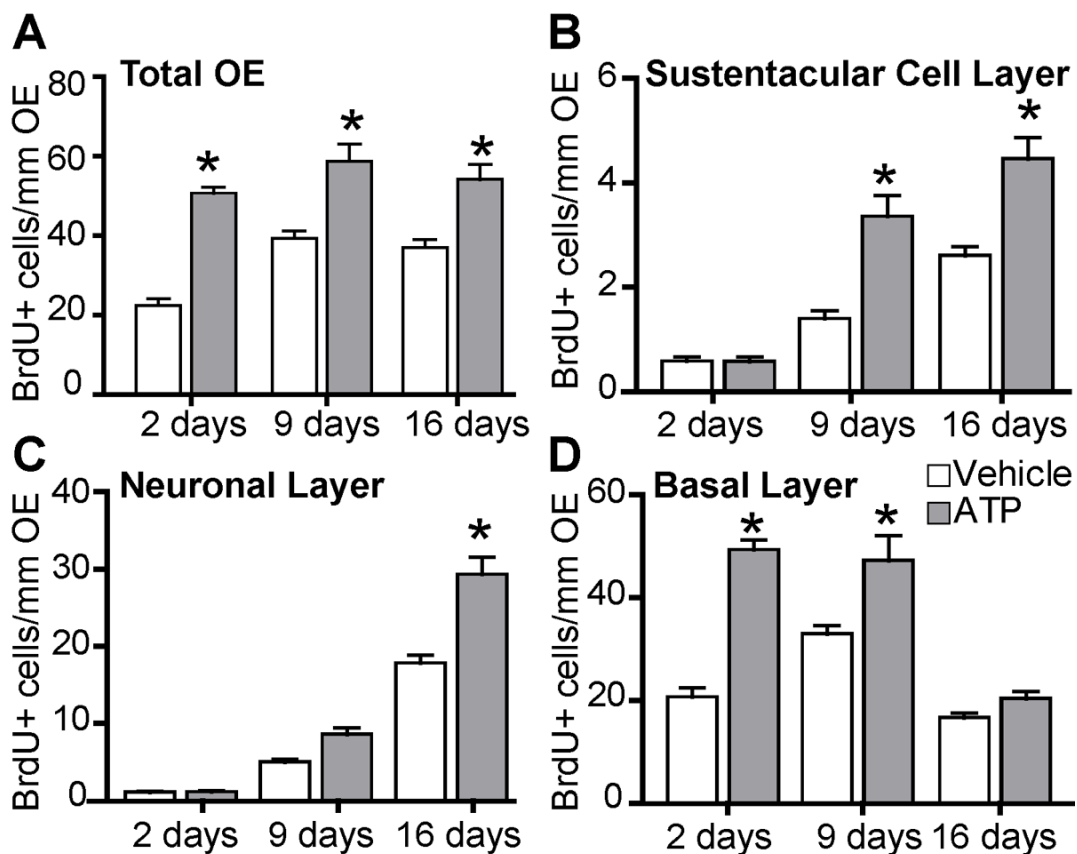 A
Total OE
BrdU+ cells/mm OE
80
60
40
20
0
*
*
*
2 days 9 days 16 days
B
Sustentacular Cell Layer
BrdU+ cells/mm OE
6
4
2
0
*
*
2 days 9 days 16 days
C
Neuronal Layer
BrdU+ cells/mm OE
40
30
20
10
0
*
2 days 9 days 16 days
D
Basal Layer
Vehicle
ATP
BrdU+ cells/mm OE
60
40
20
0
*
*
2 days 9 days 16 days